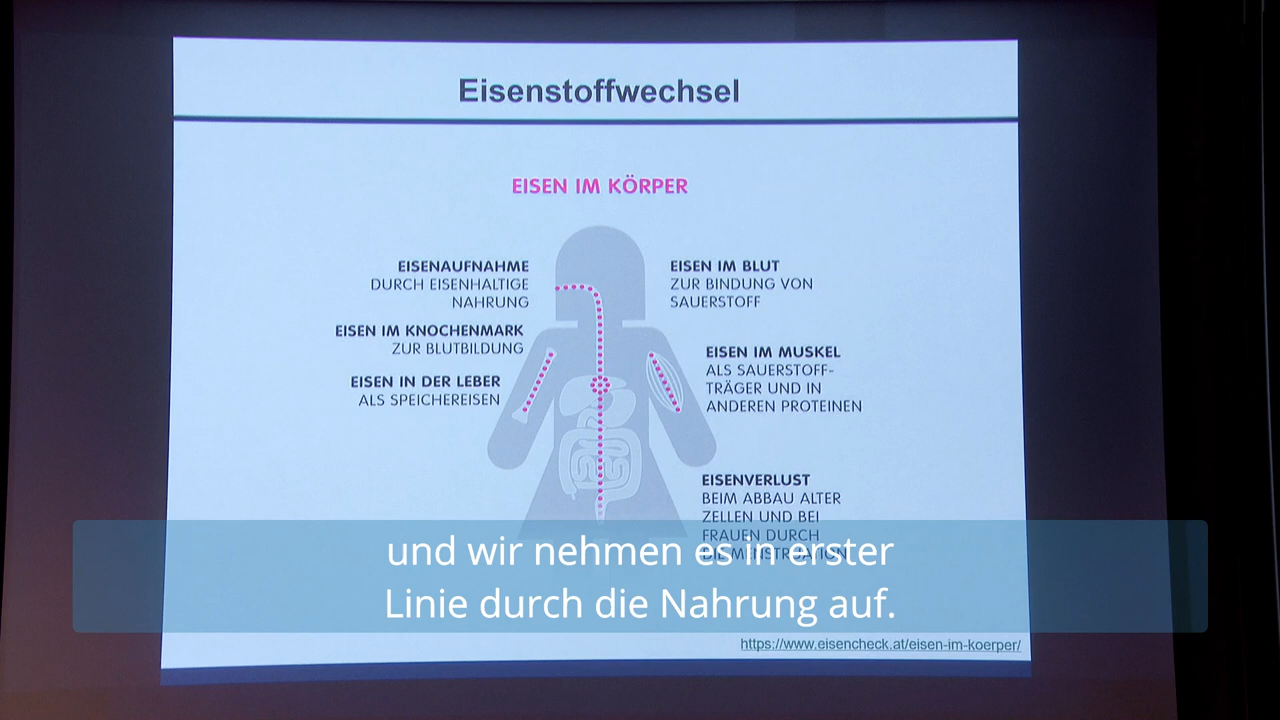 Eisenstoffwechsel
EISEN IM KÖRPER
EISENAUFNAHME
DURCH EISENHALTIGE
NAHRUNG
EISEN IM KNOCHENMARK
ZUR BLUTBILDUNG
EISEN IN DER LEBER
ALS SPEICHEREISEN
EISEN IM BLUT
ZUR BINDUNG VON
SAUERSTOFF
EISEN IM MUSKEL
ALS SAUERSTOFF-
TRÄGER UND IN
ANDEREN PROTEINEN
EISENVERLUST
BEIM ABBAU ALTER
ZELLEN UND BEI
FRAUEN DURCH
DIE MENSTRUATION
und wir nehmen es in erster
Linie durch die Nahrung auf.
https://www.eisencheck.at/eisen-im-koerper/